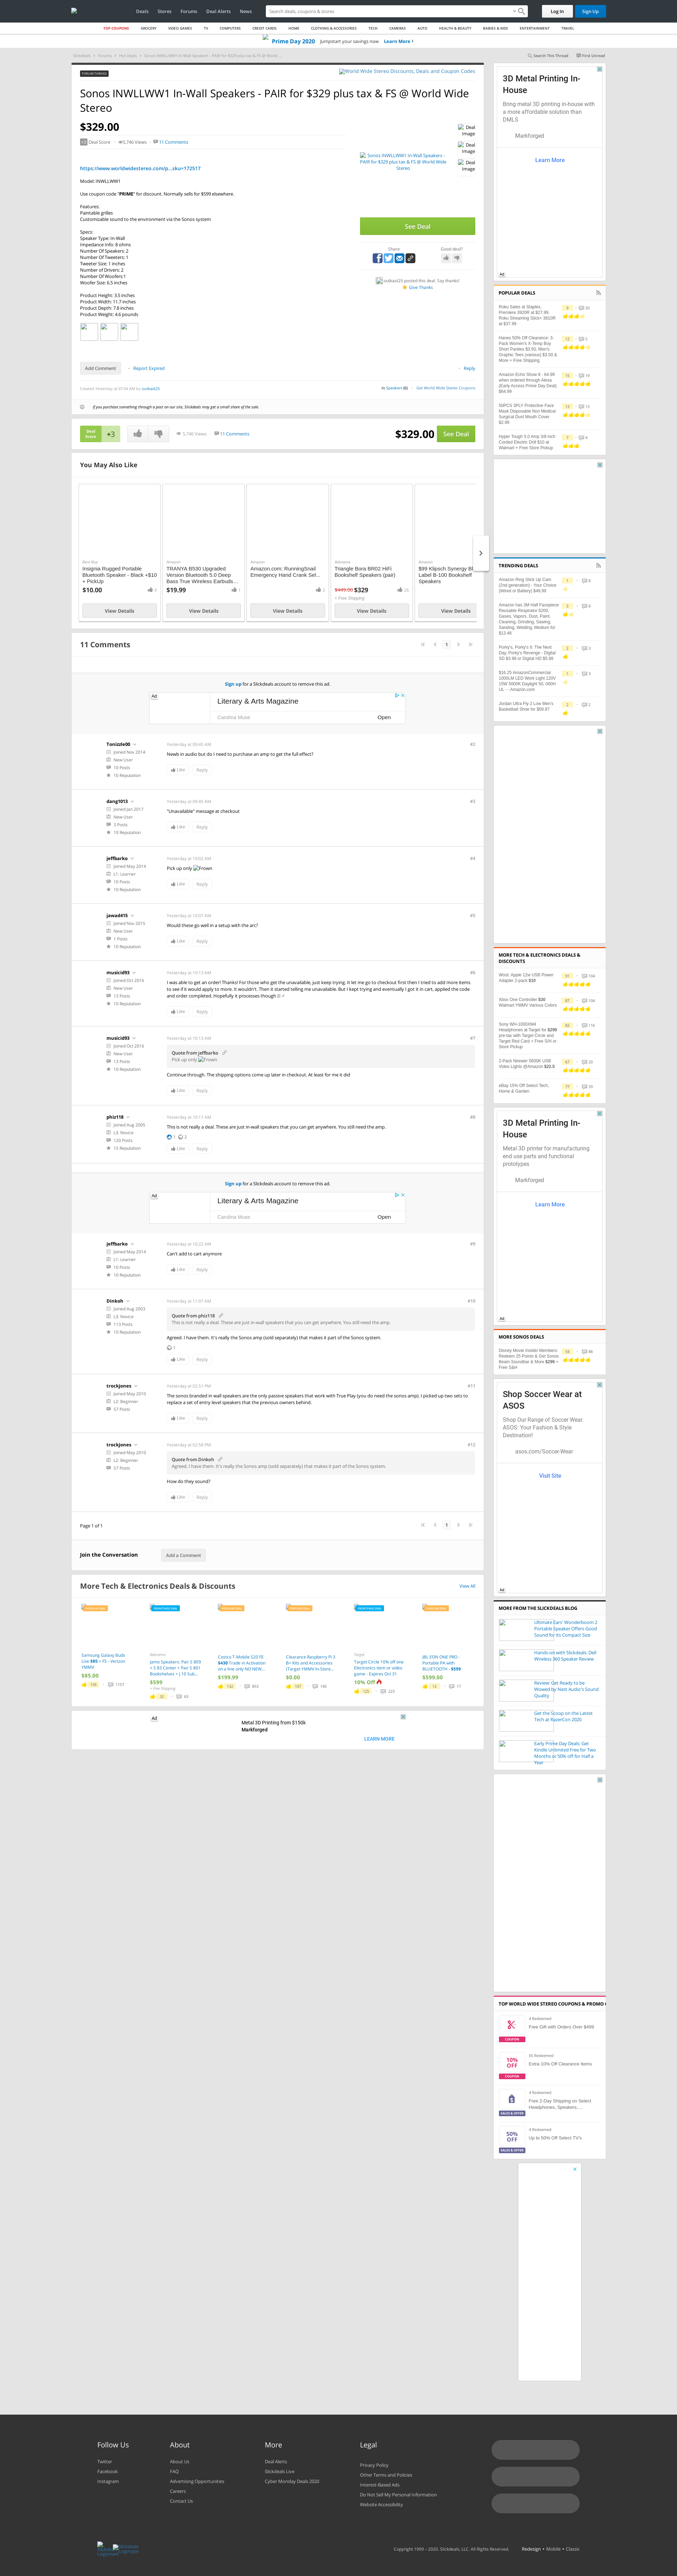 Deals Stores Forums Deal Alerts News
Search deals, coupons & stores
Log In
Sign Up
TOP COUPONS GROCERY VIDEO GAMES TV COMPUTERS CREDIT CARDS HOME CLOTHING & ACCESSORIES TECH CAMERAS AUTO HEALTH & BEAUTY BABIES & KIDS ENTERTAINMENT TRAVEL
Prime Day 2020 Jumpstart your savings now Learn More ›
Slickdeals > Forums > Hot Deals > Sonos INWLLWW1 In-Wall Speakers - PAIR for $329 plus tax & FS @ World ...
Search This Thread
Find Unread
World Wide Stereo Discounts, Deals and Coupon Codes
Sonos INWLLWW1 In-Wall Speakers - PAIR for $329 plus tax & FS @ World Wide Stereo
$329.00
+3 Deal Score 5,746 Views 11 Comments
Deal Image
Deal Image
Deal Image
Sonos INWLLWW1 In-Wall Speakers - PAIR for $329 plus tax & FS @ World Wide Stereo
https://www.worldwidestereo.com/p...sku=172517
Model: INWLLWW1
Use coupon code "PRIME" for discount. Normally sells for $599 elsewhere.
Features:
Paintable grilles
Customizable sound to the environment via the Sonos system
Specs:
Speaker Type: In-Wall
Impedance Info: 8 ohms
Number Of Speakers: 2
Number Of Tweeters: 1
Tweeter Size: 1 inches
Number of Drivers: 2
Number Of Woofers:1
Woofer Size: 6.5 inches
Product Height: 3.5 inches
Product Width: 11.7 inches
Product Depth: 7.8 inches
Product Weight: 4.6 pounds
See Deal
Share
Good deal?
outkast25 posted this deal. Say thanks!
Give Thanks
Add Comment
Report Expired
Reply
Created Yesterday at 07:04 AM by outkast25
in Speakers (6)
Get World Wide Stereo Coupons
If you purchase something through a post on our site, Slickdeals may get a small share of the sale.
Deal Score +3
5,746 Views
11 Comments
$329.00
See Deal
You May Also Like
Best Buy
Insignia Rugged Portable Bluetooth Speaker - Black +$10 + PickUp
$10.00
View Details
Amazon
TRANYA B530 Upgraded Version Bluetooth 5.0 Deep Bass True Wireless Earbuds...
$19.99 1
View Details
Amazon
Amazon.com: RunningSnail Emergency Hand Crank Sel...
2
View Details
Adorama
Triangle Borea BR02 HiFi Bookshelf Speakers (pair)
$449.00 $329
+ Free Shipping
View Details
Amazon
$99 Klipsch Synergy Bl
Label B-100 Bookshelf
Speakers
View Details
11 Comments
1
Sign up for a Slickdeals account to remove this ad.
Ad
Literary & Arts Magazine
Carolina Muse
Open
Tonizzle00
Joined Nov 2014
New User
10 Posts
10 Reputation
Yesterday at 09:45 AM
#2
Newb in audio but do I need to purchase an amp to get the full effect?
Like Reply
dang1013
Joined Jan 2017
New User
3 Posts
10 Reputation
Yesterday at 09:45 AM
#3
"Unavailable" message at checkout
Like Reply
jeffbarko
Joined May 2014
L1: Learner
10 Posts
10 Reputation
Yesterday at 10:02 AM
#4
Pick up only Frown
Like Reply
jawad415
Joined Nov 2015
New User
1 Posts
10 Reputation
Yesterday at 10:07 AM
#5
Would these go well in a setup with the arc?
Like Reply
musicid93
Joined Oct 2016
New User
13 Posts
10 Reputation
Yesterday at 10:13 AM
#6
I was able to get an order! Thanks! For those who get the unavailable, just keep trying. It let me go to checkout first then I tried to add more items to see if it would apply to more. It wouldn't. Then it showed me the unavailable. But I kept trying and eventually I got it in cart, applied the code and order completed. Hopefully it processes though :D
Like Reply
musicid93
Joined Oct 2016
New User
13 Posts
10 Reputation
Yesterday at 10:13 AM
#7
Quote from jeffbarko
Pick up only Frown
Continue through. The shipping options come up later in checkout. At least for me it did
Like Reply
phiz118
Joined Aug 2005
L3: Novice
120 Posts
15 Reputation
Yesterday at 10:17 AM
#8
This is not really a deal. These are just in-wall speakers that you can get anywhere. You still need the amp.
1 2
Like Reply
Sign up for a Slickdeals account to remove this ad.
Ad
Literary & Arts Magazine
Carolina Muse
Open
jeffbarko
Joined May 2014
L1: Learner
10 Posts
10 Reputation
Yesterday at 10:22 AM
#9
Can't add to cart anymore
Like Reply
Dinkoh
Joined Aug 2003
L3: Novice
113 Posts
10 Reputation
Yesterday at 11:07 AM
#10
Quote from phiz118
This is not really a deal. These are just in-wall speakers that you can get anywhere. You still need the amp.
Agreed. I have them. It's really the Sonos amp (sold separately) that makes it part of the Sonos system.
1
Like Reply
trockjones
Joined May 2010
L2: Beginner
57 Posts
Yesterday at 02:51 PM
#11
The sonos branded in wall speakers are the only passive speakers that work with True Play (you do need the sonos amp). I picked up two sets to replace a set of entry level speakers that the previous owners behind.
Like Reply
trockjones
Joined May 2010
L2: Beginner
57 Posts
Yesterday at 02:58 PM
#12
Quote from Dinkoh
Agreed. I have them. It's really the Sonos amp (sold separately) that makes it part of the Sonos system.
How do they sound?
Like Reply
Page 1 of 1
1
Join the Conversation
Add a Comment
More Tech & Electronics Deals & Discounts
View All
Samsung Galaxy Buds Live $85 + FS - Verizon YMMV
$85.00
Adorama
Jamo Speakers: Pair S 809 + S 83 Center + Pair S 801 Bookshelves + J 10 Sub...
$599
+ Free Shipping
Costco T-Mobile S20 FE $430 Trade in Activation on a line only NO NEW...
$199.99
Clearance Raspberry Pi 3 B+ Kits and Accessories (Target YMMV In-Store...
$0.00
Target
Target Circle 10% off one Electronics item or video game - Expires Oct 31
10% Off
JBL EON ONE PRO - Portable PA with BLUETOOTH - $599
$599.00
Ad
Metal 3D Printing from $150k
Markforged
LEARN MORE
3D Metal Printing In-House
Bring metal 3D printing in-house with a more affordable solution than DMLS
Markforged
Learn More
Ad
POPULAR DEALS
Roku Sales at Staples, Premiere 3920R at $27.99, Roku Streaming Stick+ 3810R at $37.99
Hanes 50% Off Clearance: 3-Pack Women's X-Temp Boy Short Panties $3.50, Men's Graphic Tees (various) $3.50 & More + Free Shipping
Amazon Echo Show 8 - 64.99 when ordered through Alexa (Early Access Prime Day Deal) $64.99
50PCS 3PLY Protective Face Mask Disposable Non Medical Surgical Dust Mouth Cover $2.99
Hyper Tough 5.0 Amp 3/8-inch Corded Electric Drill $10 at Walmart + Free Store Pickup
TRENDING DEALS
Amazon Ring Stick Up Cam (2nd generation) - Your Choice (Wired or Battery) $49.99
Amazon has 3M Half Facepiece Reusable Respirator 6200, Gases, Vapors, Dust, Paint, Cleaning, Grinding, Sawing, Sanding, Welding, Medium for $13.46
Porky's, Porky's II: The Next Day, Porky's Revenge - Digital SD $3.99 or Digital HD $5.99
$16.25 AmazonCommercial 1000LM LED Work Light 120V 15W 5000K Daylight NL 000H UL - - Amazon.com
Jordan Ultra Fly 2 Low Men's Basketball Shoe for $69.97
MORE TECH & ELECTRONICS DEALS & DISCOUNTS
Woot: Apple 12w USB Power Adapter 2-pack $10
Xbox One Controller $30 Walmart YMMV Various Colors
Sony WH-1000XM4 Headphones at Target for $299 pre-tax with Target Circle and Target Red Card + Free S/H or Store Pickup
2-Pack Neewer 5600K USB Video Lights @Amazon $22.5
eBay 15% Off Select Tech, Home & Garden
3D Metal Printing In-House
Metal 3D printer for manufacturing end use parts and functional prototypes
Markforged
Learn More
Ad
MORE SONOS DEALS
Disney Movie Insider Members: Redeem 25 Points & Get Sonos Beam Soundbar & More $299 + Free S&H
Shop Soccer Wear at ASOS
Shop Our Range of Soccer Wear. ASOS: Your Fashion & Style Destination!
asos.com/Soccer-Wear
Visit Site
Ad
MORE FROM THE SLICKDEALS BLOG
Ultimate Ears' Wonderboom 2 Portable Speaker Offers Good Sound for its Compact Size
Hands-on with Slickdeals: Dell Wireless 360 Speaker Review
Review: Get Ready to be Wowed by Nast Audio's Sound Quality
Get the Scoop on the Latest Tech at RazerCon 2020
Early Prime Day Deals: Get Kindle Unlimited Free for Two Months or 50% off for Half a Year
TOP WORLD WIDE STEREO COUPONS & PROMO
4 Redeemed
Free Gift with Orders Over $499
COUPON
10% OFF
COUPON
Extra 10% Off Clearance Items
4 Redeemed
Free 2-Day Shipping on Select Headphones, Speakers, ...
SALES & OFFER
50% OFF
4 Redeemed
Up to 50% Off Select TV's
SALES & OFFER
Follow Us
Twitter
Facebook
Instagram
About
About Us
FAQ
Advertising Opportunities
Careers
Contact Us
More
Deal Alerts
Slickdeals Live
Cyber Monday Deals 2020
Legal
Privacy Policy
Other Terms and Policies
Interest-Based Ads
Do Not Sell My Personal Information
Website Accessibility
Copyright 1999 - 2020. Slickdeals, LLC. All Rights Reserved.
Redesign • Mobile • Classic